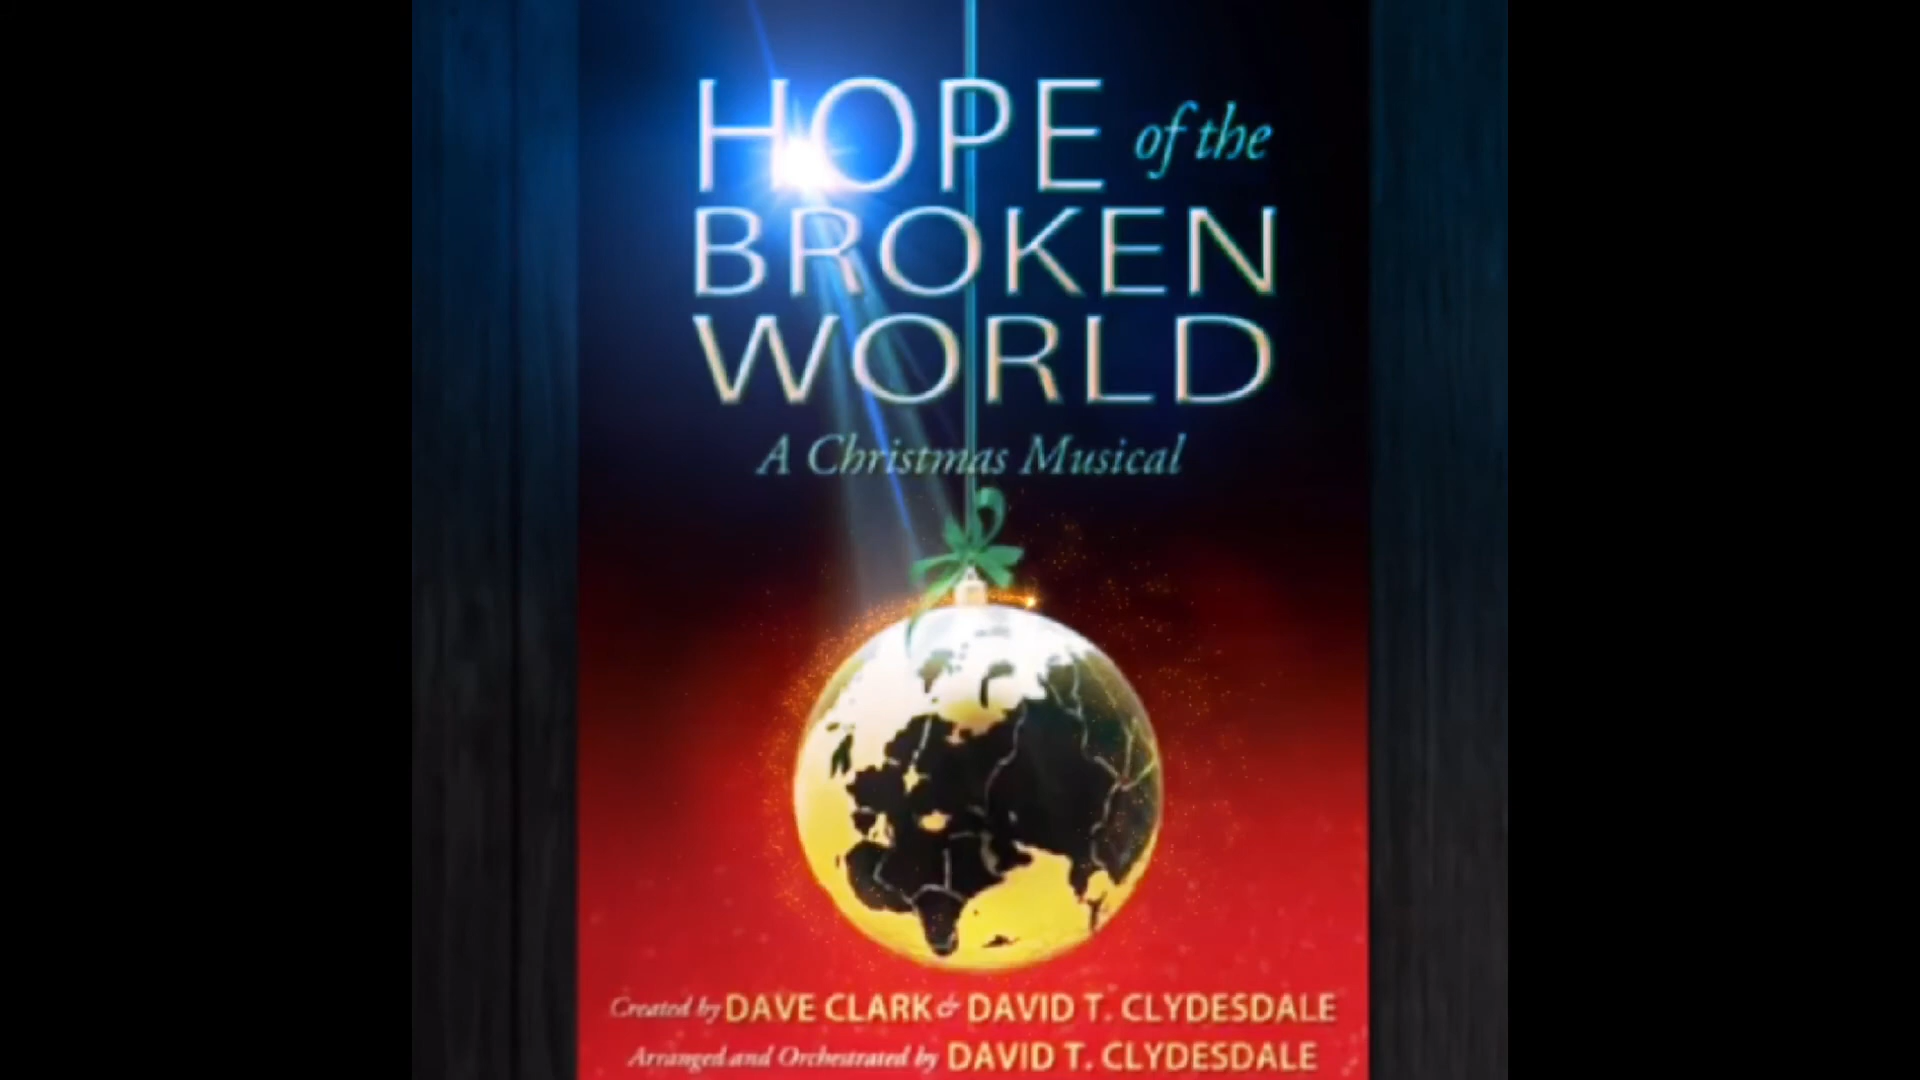 HOPE of the
BROKEN
WORLD
A Christmas Musical
Created by DAVE CLARK & DAVID T. CLYDESDALE
Arranged and Orchestrated by DAVID T. CLYDESDALE